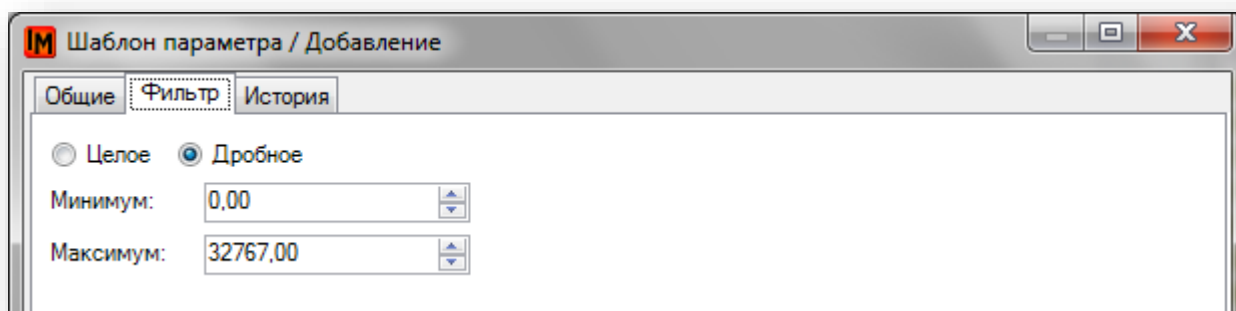 IM Шаблон параметра / Добавление
Общие Фильтр История
Целое Дробное
Минимум: 0,00
Максимум: 32767,00